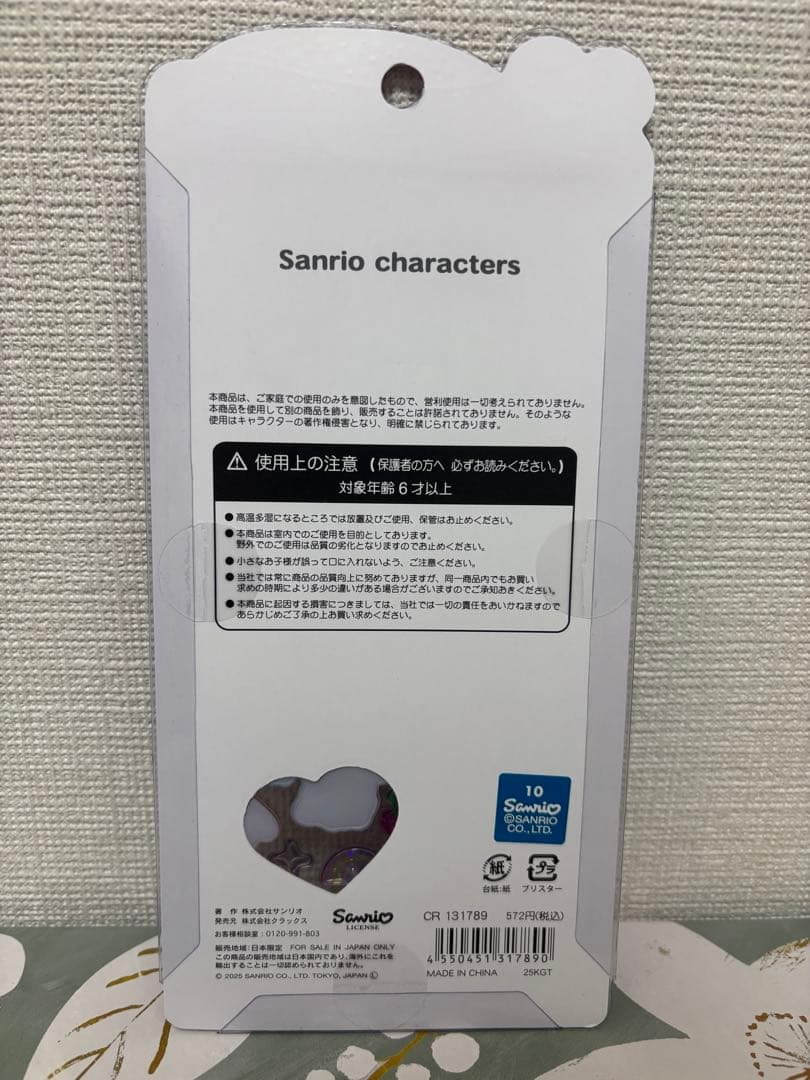 Sanrio characters
本商品は、ご家庭での使用のみを意図したもので、営利使用は一切考えられておりません。
本商品を使用して別の商品を飾り、販売することは許諾されておりません。そのような
使用はキャラクターの著作権侵害となり、明確に禁じられております。
⚠ 使用上の注意 (保護者の方へ 必ずお読みください。)
対象年齢6才以上
●高温多湿になるところでは放置及びご使用、保管はお止めください。
●本商品は室内でのご使用を目的としております。
野外でのご使用は品質の劣化となりますのでお止めください。
●小さなお子様が誤って口に入れないよう、ご注意ください。
●当社では常に商品の品質向上に努めておりますが、同一商品内でもお買い
求めの時期により多少の違いがある場合がございますのでご承知おきください。
●本商品に起因する損害につきましては、当社では一切の責任をおいかねますので
あらかじめご了承の上お買い求めください。
10
Sanrio
©SANRIO
CO., LTD.
紙 プラ
台紙:紙 ブリスター
著作 株式会社サンリオ
発売元 株式会社クラックス
Sanrio
LICENSE
CR 131789 572円(税込)
お客様相談室:0120-991-803
販売地域:日本限定 FOR SALE IN JAPAN ONLY
この商品の販売地域は日本国内であり、海外にこれを
輸出することは一切認められておりません。
© 2025 SANRIO CO., LTD. TOKYO, JAPAN Ⓛ
4 550451 317890
MADE IN CHINA 25KGT